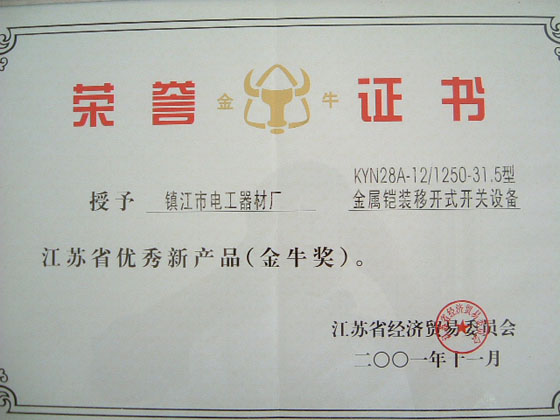 荣誉 金 牛 证书
KYN28A-12/1250-31.5型
授予 镇江市电工器材厂 金属铠装移开式开关设备
江苏省优秀新产品(金牛奖)。
江苏省经济贸易委员会
二〇〇一年十一月